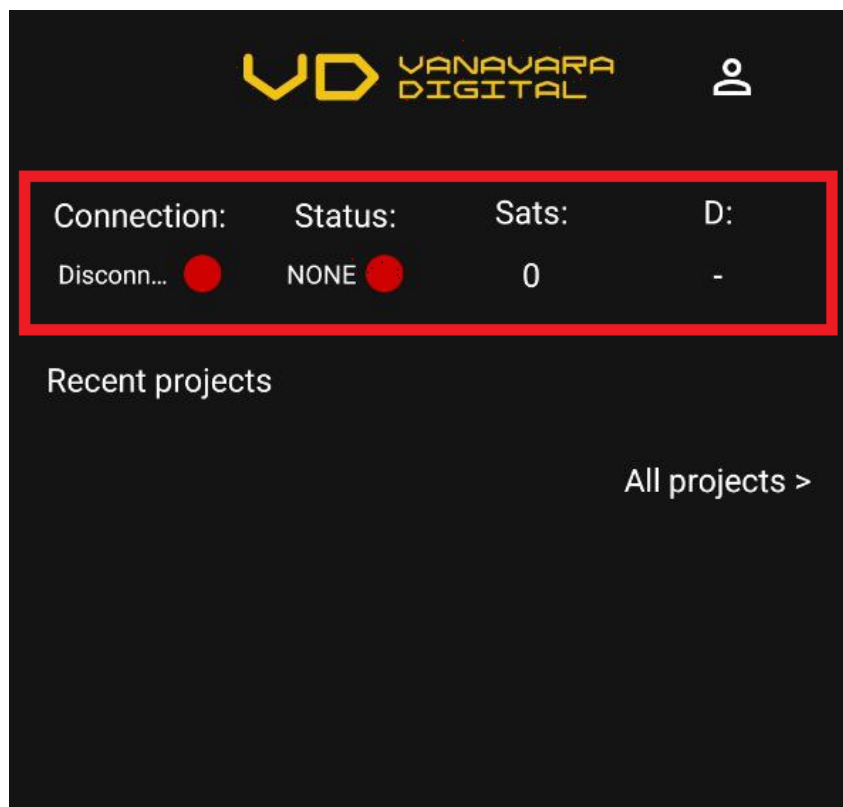 VD VANAVARA
DIGITAL
Connection: Status: Sats: D:
Disconn... NONE 0 -
Recent projects
All projects >